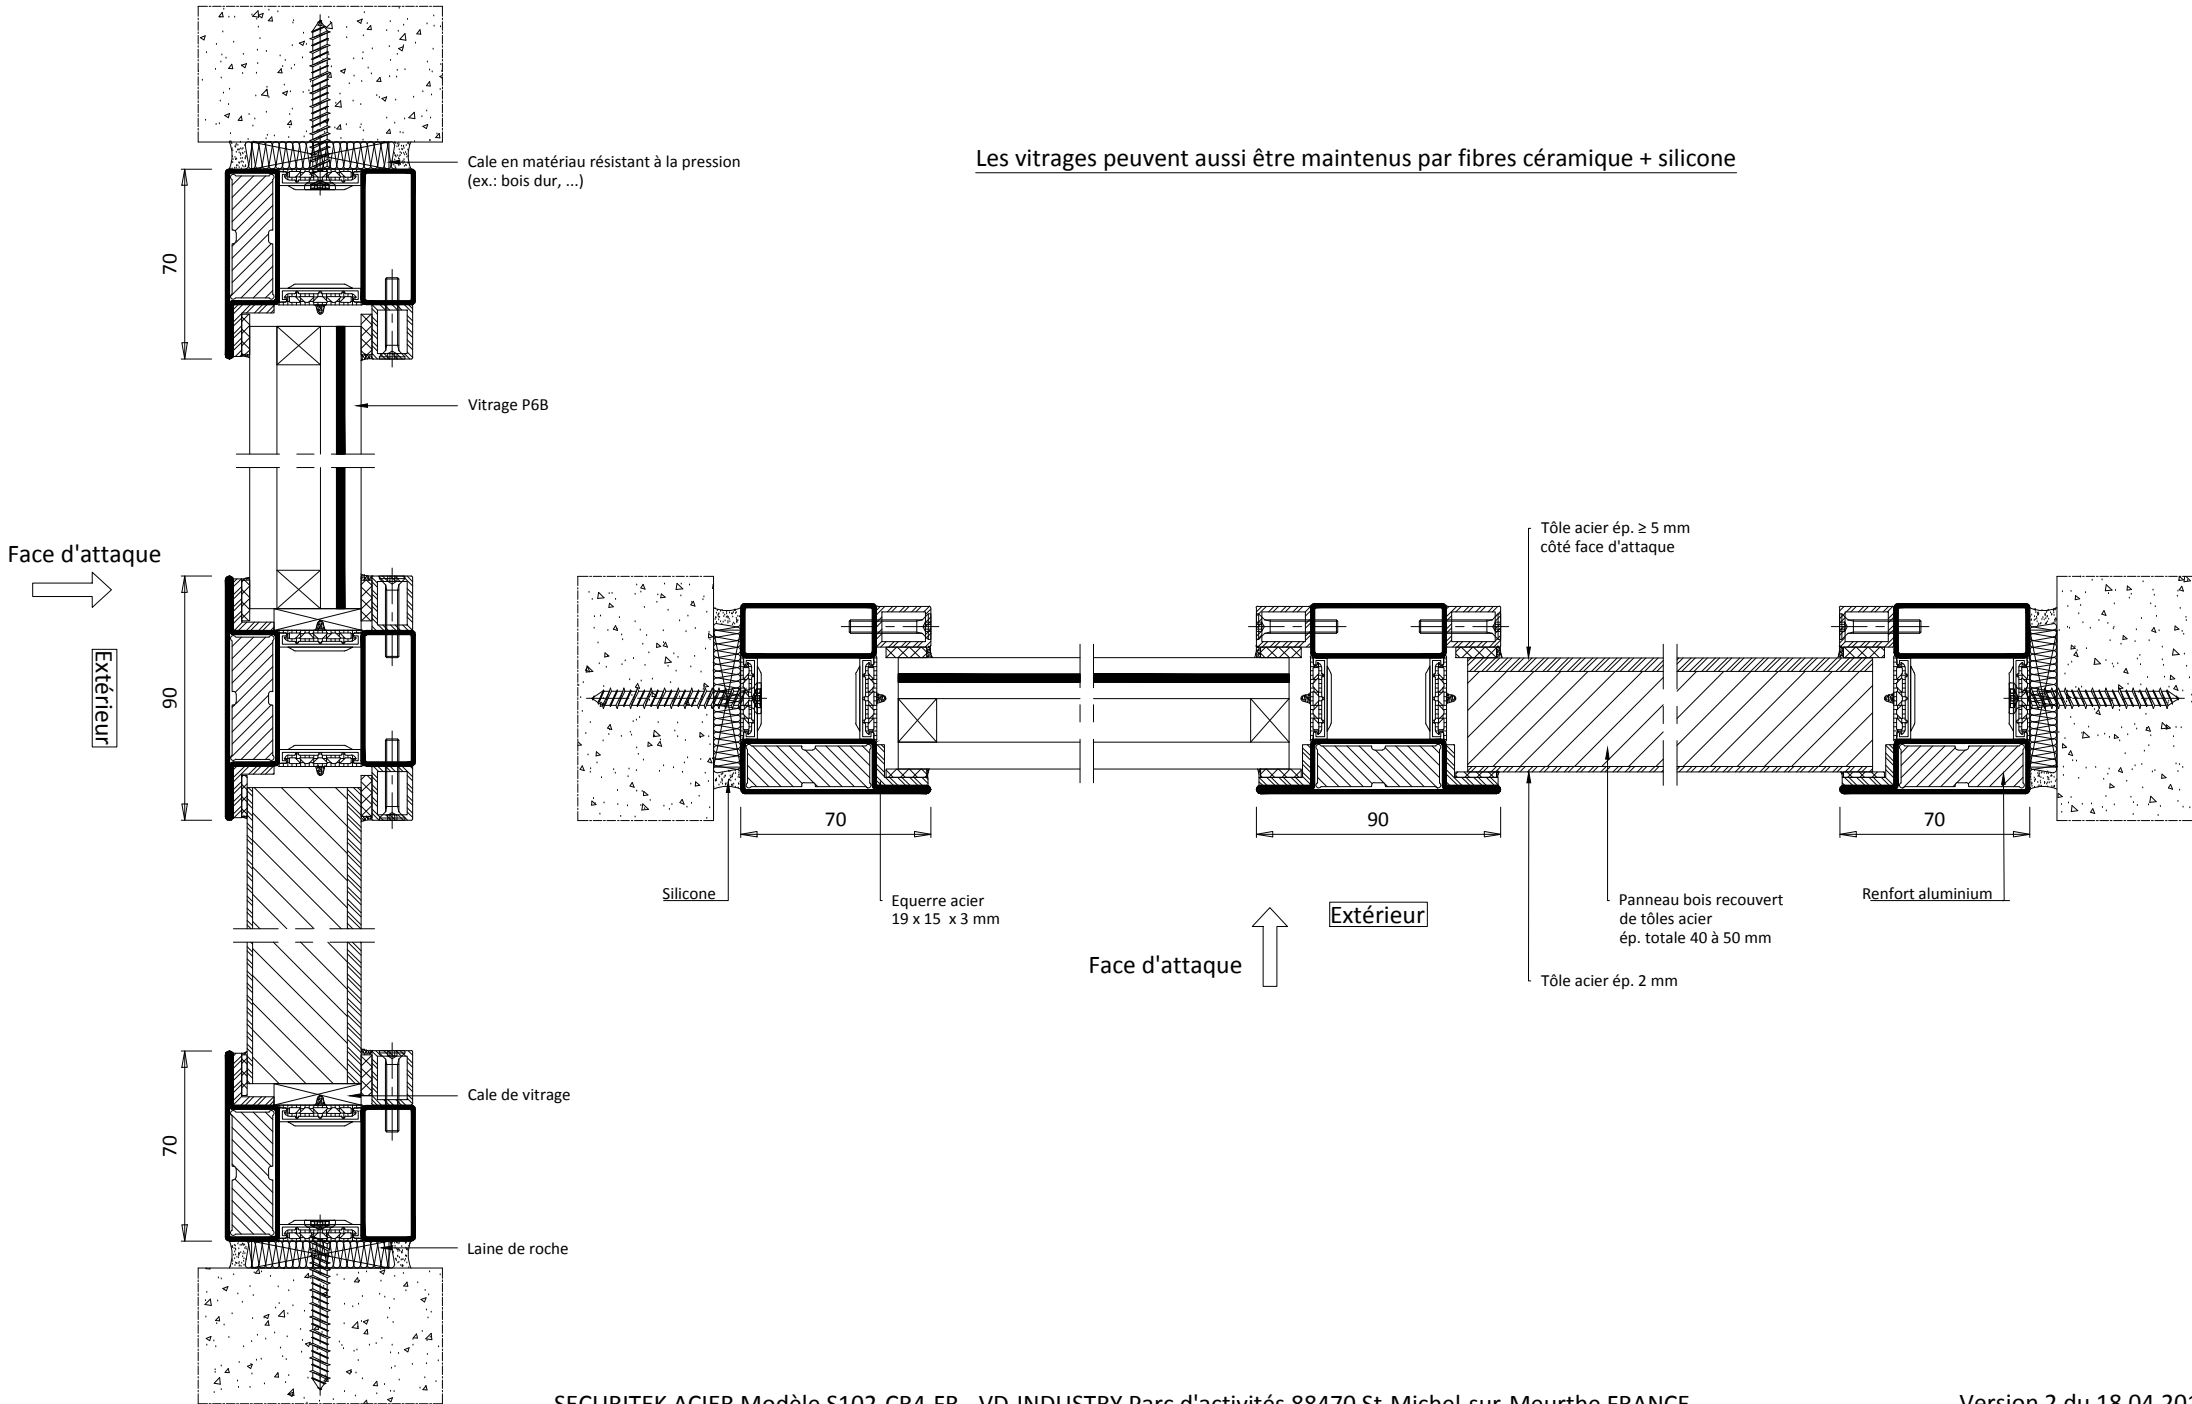 Cale en matériau résistant à la pression
(ex.: bois dur, ...)
Les vitrages peuvent aussi être maintenus par fibres céramique + silicone
70
Vitrage P6B
Face d'attaque
Extérieur
90
Tôle acier ép. ≥ 5 mm
côté face d'attaque
70
90
70
Silicone
Equerre acier
19 x 15 x 3 mm
Extérieur
Face d'attaque
Panneau bois recouvert
de tôles acier
ép. totale 40 à 50 mm
Renfort aluminium
Tôle acier ép. 2 mm
Cale de vitrage
70
Laine de roche
SECURITEK ACIER Modèle S102-CR4-FB - VD-INDUSTRY Parc d'activités 88470 St-Michel-sur-Meurthe FRANCE
Version 2 du 18.04